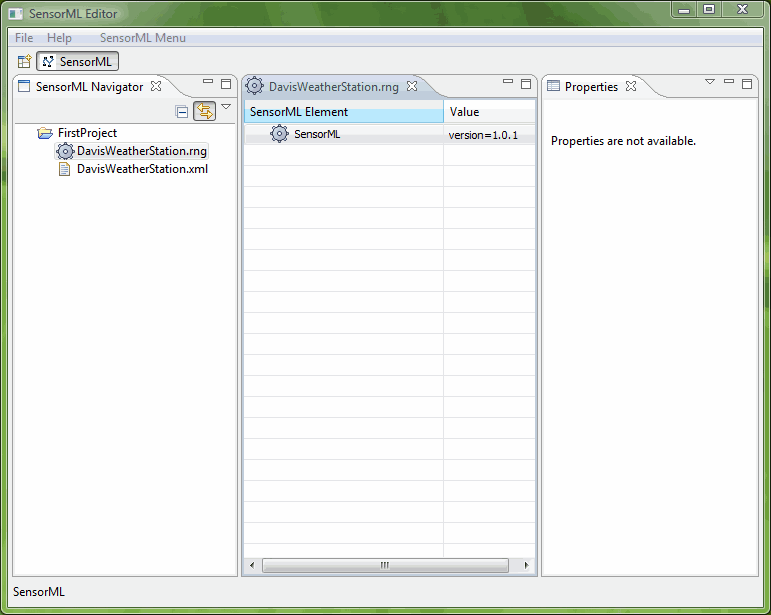 SensorML Editor
File Help SensorML Menu
SensorML
SensorML Navigator
FirstProject
DavisWeatherStation.rng
DavisWeatherStation.xml
DavisWeatherStation.rng
SensorML Element Value
SensorML version=1.0.1
Properties
Properties are not available.
SensorML